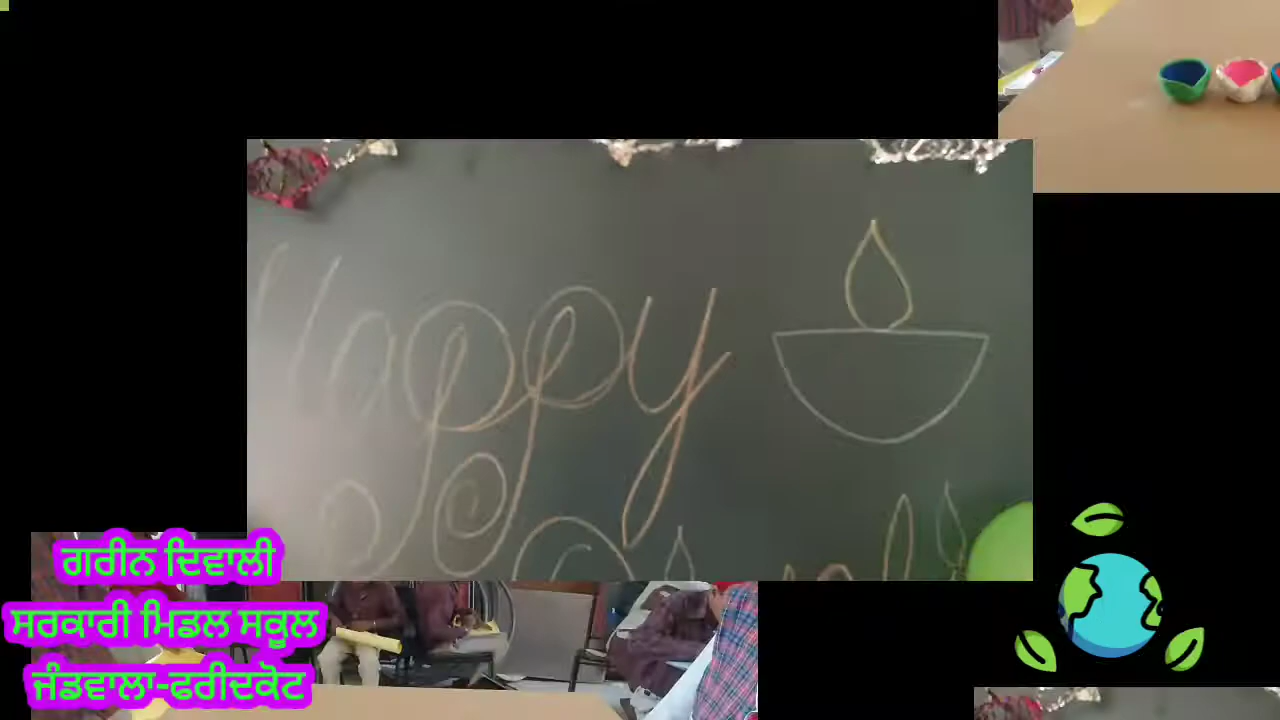 Happy
ਗਰੀਨ ਦਿਵਾਲੀ
ਸਰਕਾਰੀ ਮਿਡਲ ਸਕੂਲ
ਜੰਡਵਾਲਾ-ਫਰੀਦਕੋਟ